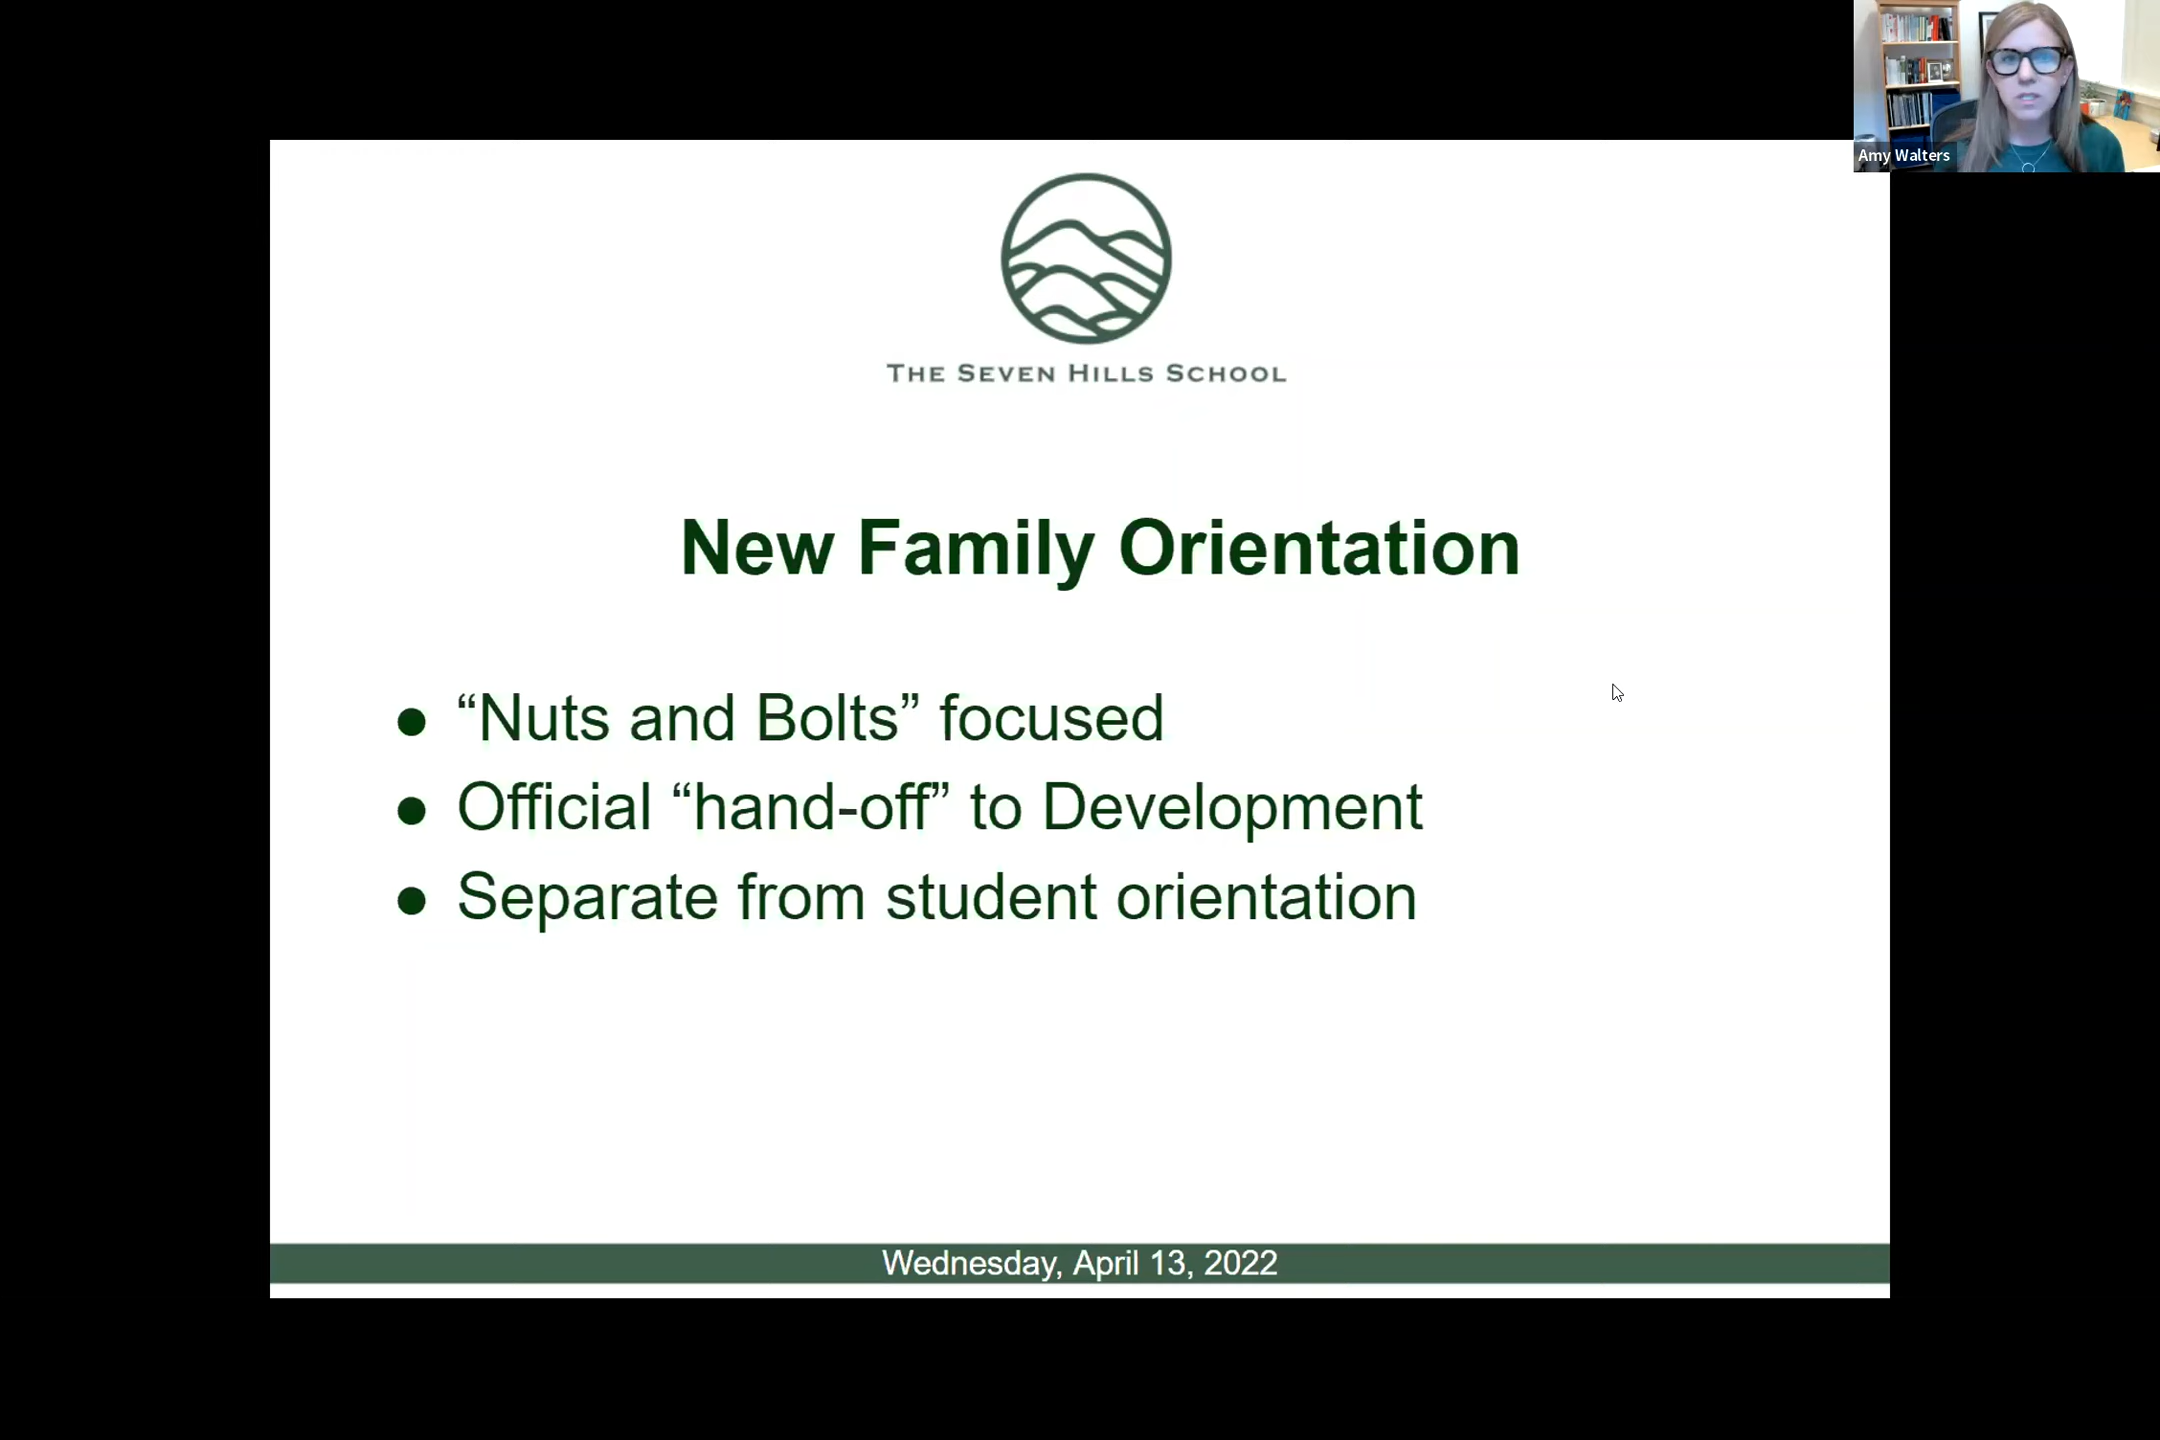 Amy Walters
THE SEVEN HILLS SCHOOL
New Family Orientation
● “Nuts and Bolts” focused
● Official “hand-off” to Development
● Separate from student orientation
Wednesday, April 13, 2022